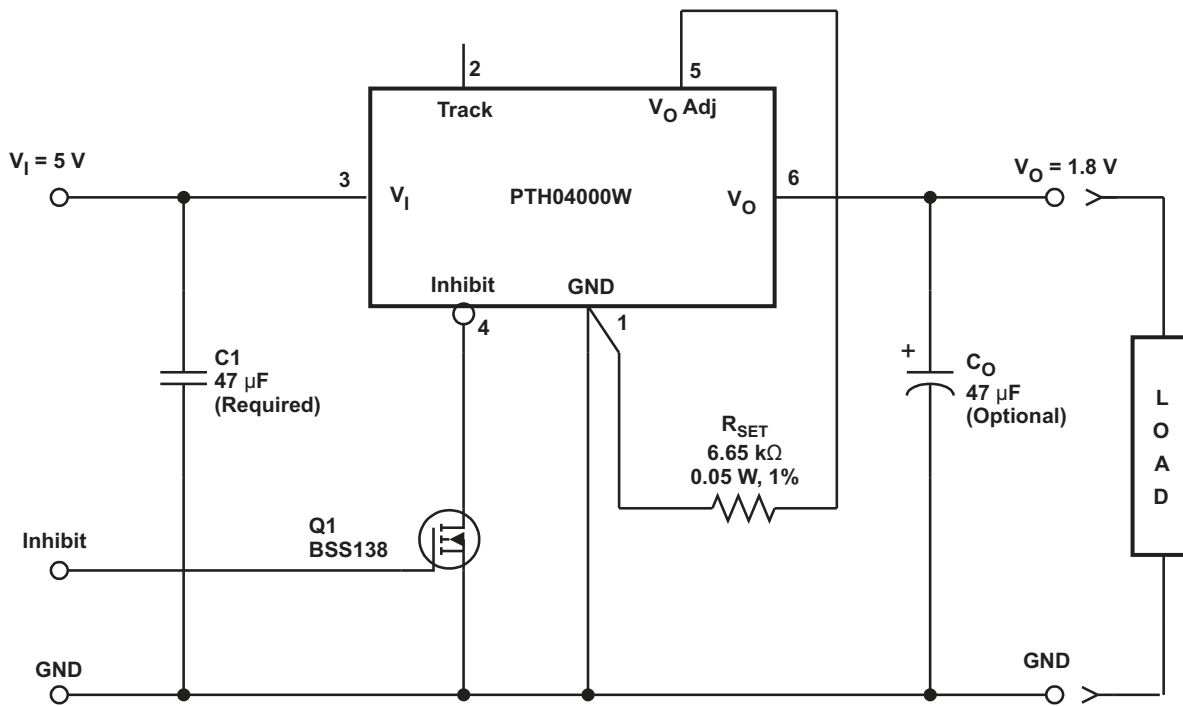 2
5
Track
VO Adj
VI = 5 V
3
VI
PTH04000W
VO
6
VO = 1.8 V
Inhibit
GND
4
1
C1
47 μF
(Required)
+
CO
47 μF
(Optional)
L
O
A
D
RSET
6.65 kΩ
0.05 W, 1%
Q1
BSS138
Inhibit
GND
GND